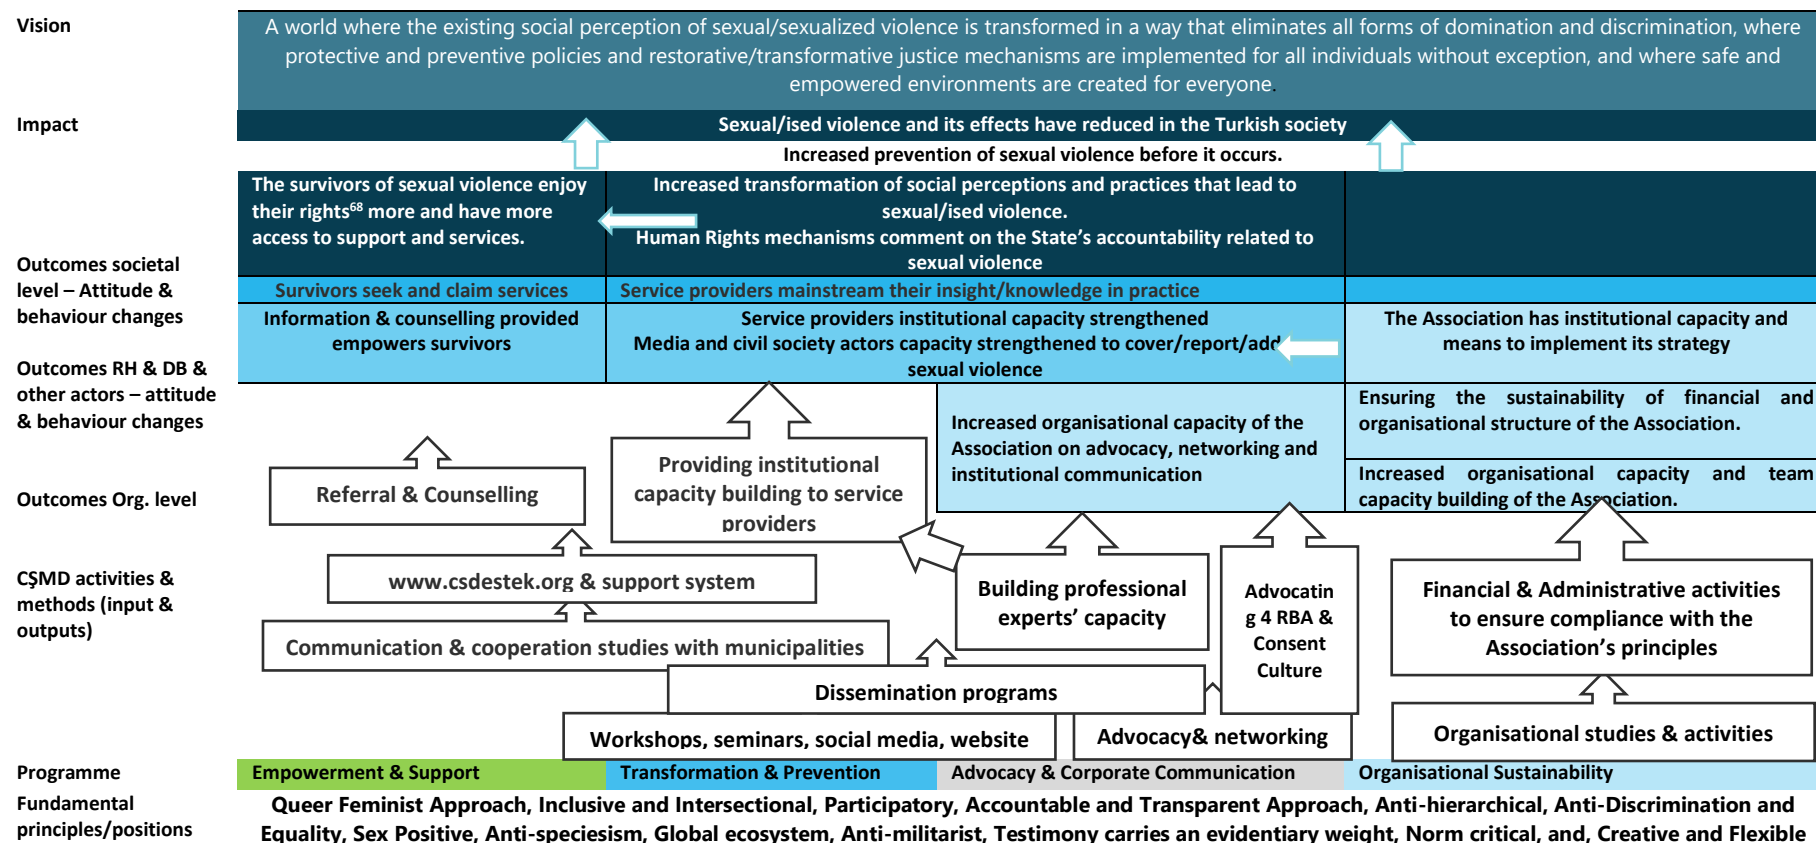 Vision
A world where the existing social perception of sexual/sexualized violence is transformed in a way that eliminates all forms of domination and discrimination, where
protective and preventive policies and restorative/transformative justice mechanisms are implemented for all individuals without exception, and where safe and
empowered environments are created for everyone.
Impact
Sexual/ised violence and its effects have reduced in the Turkish society
Increased prevention of sexual violence before it occurs.
The survivors of sexual violence enjoy
their rights⁶⁸ more and have more
access to support and services.
Increased transformation of social perceptions and practices that lead to
sexual/ised violence.
Human Rights mechanisms comment on the State's accountability related to
sexual violence
Outcomes societal
level – Attitude &
behaviour changes
Survivors seek and claim services
Service providers mainstream their insight/knowledge in practice
Information & counselling provided
empowers survivors
Service providers institutional capacity strengthened
Media and civil society actors capacity strengthened to cover/report/add
sexual violence
The Association has institutional capacity and
means to implement its strategy
Outcomes RH & DB &
other actors – attitude
& behaviour changes
Increased organisational capacity of the
Association on advocacy, networking and
institutional communication
Ensuring the sustainability of financial and
organisational structure of the Association.
Increased organisational capacity and team
capacity building of the Association.
Outcomes Org. level
Referral & Counselling
Providing institutional
capacity building to service
providers
CŞMD activities &
methods (input &
outputs)
www.csdestek.org & support system
Communication & cooperation studies with municipalities
Building professional
experts' capacity
Advocatin
g 4 RBA &
Consent
Culture
Financial & Administrative activities
to ensure compliance with the
Association's principles
Dissemination programs
Workshops, seminars, social media, website
Advocacy& networking
Organisational studies & activities
Programme
Empowerment & Support
Transformation & Prevention
Advocacy & Corporate Communication
Organisational Sustainability
Fundamental
principles/positions
Queer Feminist Approach, Inclusive and Intersectional, Participatory, Accountable and Transparent Approach, Anti-hierarchical, Anti-Discrimination and
Equality, Sex Positive, Anti-speciesism, Global ecosystem, Anti-militarist, Testimony carries an evidentiary weight, Norm critical, and, Creative and Flexible